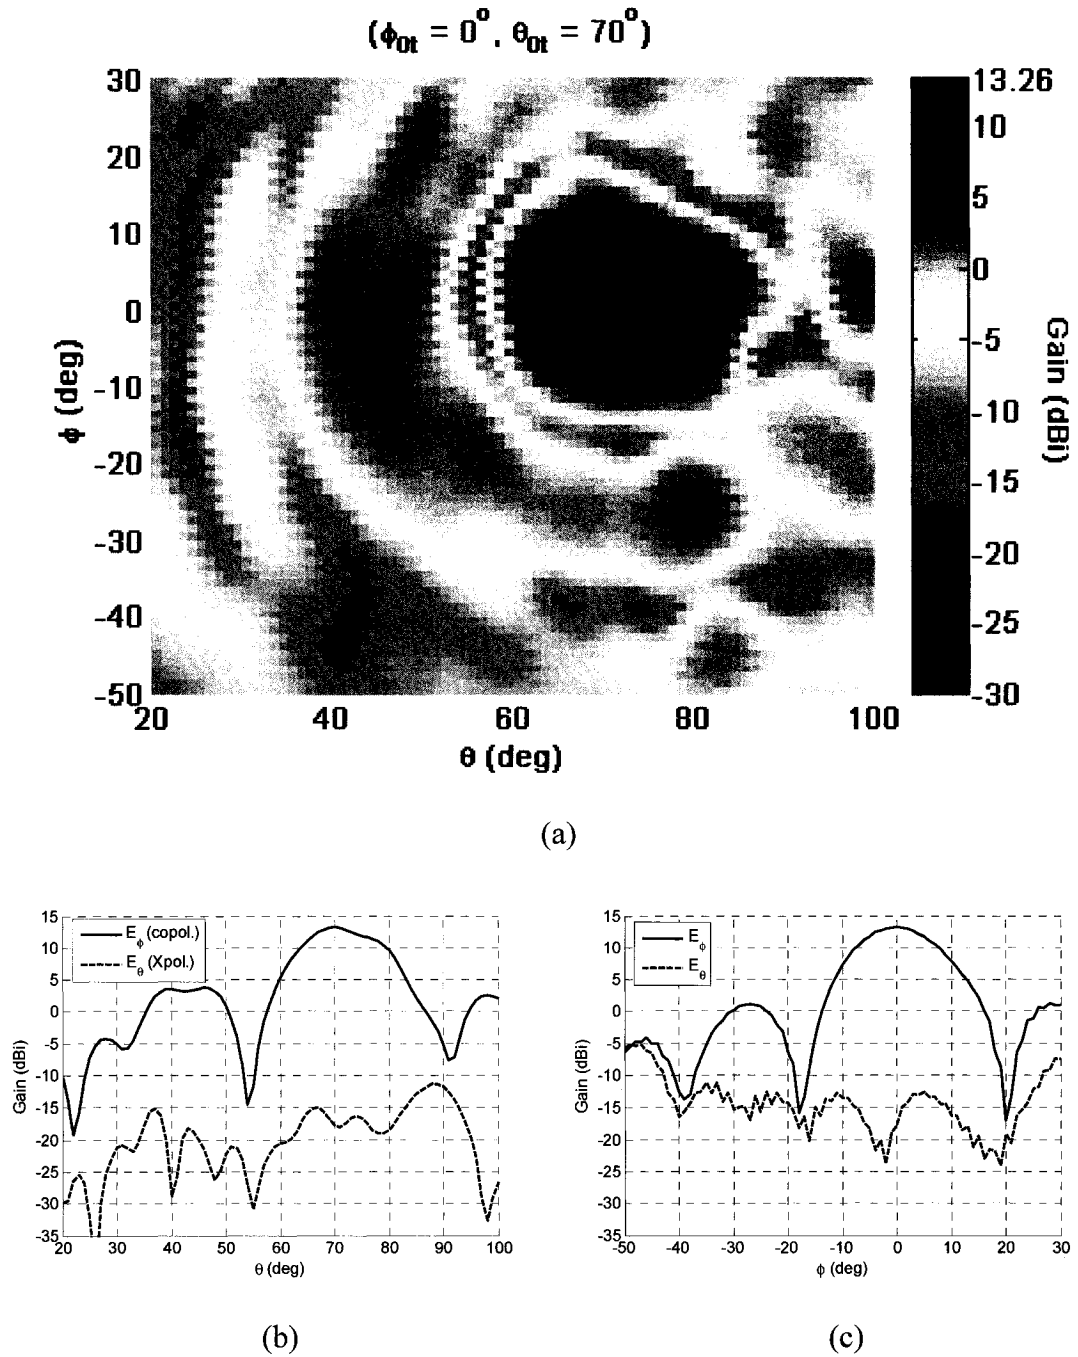 (ϕ0t = 0°, θ0t = 70°)
30
20
10
0
-10
-20
-30
-40
-50
ϕ (deg)
20
40
60
80
100
θ (deg)
13.26
10
5
0
-5
-10
-15
-20
-25
-30
Gain (dBi)
(a)
15
10
5
0
-5
-10
-15
-20
-25
-30
-35
Gain (dBi)
Eϕ (copol.)
Eθ (Xpol.)
20 30 40 50 60 70 80 90 100
θ (deg)
(b)
15
10
5
0
-5
-10
-15
-20
-25
-30
-35
Gain (dBi)
Eϕ
Eθ
-50 -40 -30 -20 -10 0 10 20 30
ϕ (deg)
(c)